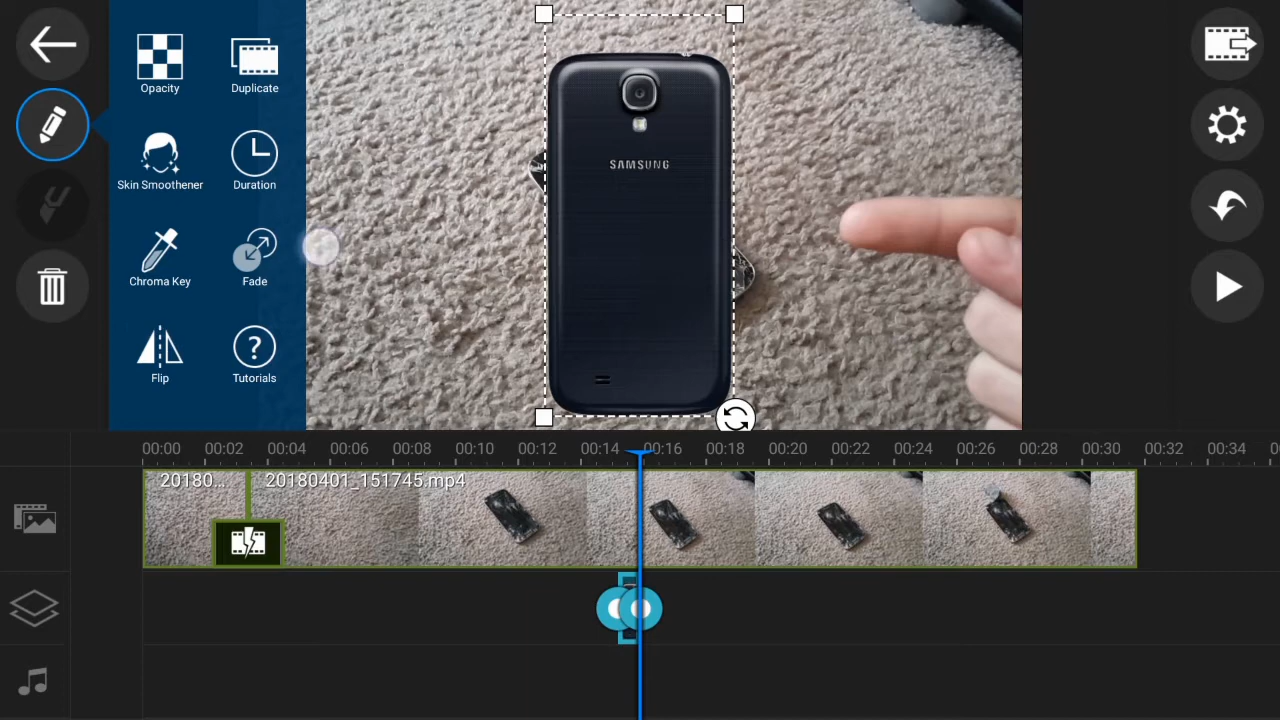 Opacity
Duplicate
Skin Smoothener
Duration
Chroma Key
Fade
Flip
?
Tutorials
SAMSUNG
00:00 00:02 00:04 00:06 00:08 00:10 00:12 00:14 00:16 00:18 00:20 00:22 00:24 00:26 00:28 00:30 00:32 00:34
20180... 20180401_151745.mp4